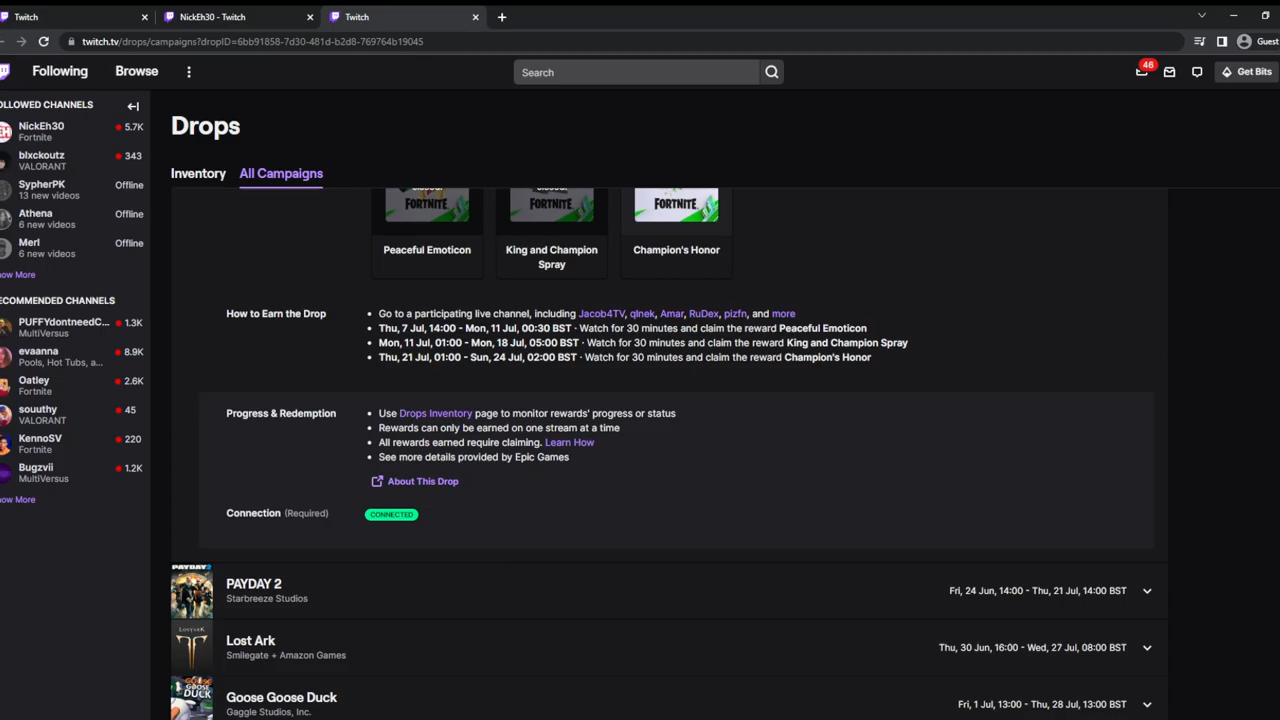 Twitch
NickEh30 - Twitch
Twitch
twitch.tv/drops/campaigns?dropID=6bb91858-7d30-481d-b2d8-769764b19045
Guest
Following
Browse
Search
46
Get Bits
OLLOWED CHANNELS
NickEh30
5.7K
Fortnite
blxckoutz
343
VALORANT
SypherPK
Offline
13 new videos
Athena
Offline
6 new videos
Merl
Offline
6 new videos
how More
ECOMMENDED CHANNELS
PUFFYdontneedC...
1.3K
MultiVersus
evaanna
8.9K
Pools, Hot Tubs, a...
Oatley
2.6K
Fortnite
souuthy
45
VALORANT
KennoSV
220
Fortnite
Bugzvii
1.2K
MultiVersus
how More
Drops
Inventory
All Campaigns
FORTNITE
FORTNITE
FORTNITE
Peaceful Emoticon
King and Champion
Spray
Champion's Honor
How to Earn the Drop
• Go to a participating live channel, including Jacob4TV, qInek, Amar, RuDex, pizfn, and more
• Thu, 7 Jul, 14:00 - Mon, 11 Jul, 00:30 BST · Watch for 30 minutes and claim the reward Peaceful Emoticon
• Mon, 11 Jul, 01:00 - Mon, 18 Jul, 05:00 BST · Watch for 30 minutes and claim the reward King and Champion Spray
• Thu, 21 Jul, 01:00 - Sun, 24 Jul, 02:00 BST · Watch for 30 minutes and claim the reward Champion's Honor
Progress & Redemption
• Use Drops Inventory page to monitor rewards' progress or status
• Rewards can only be earned on one stream at a time
• All rewards earned require claiming. Learn How
• See more details provided by Epic Games
About This Drop
Connection (Required)
CONNECTED
PAYDAY 2
PAYDAY 2
Starbreeze Studios
Fri, 24 Jun, 14:00 - Thu, 21 Jul, 14:00 BST
LOST ARK
Lost Ark
Smilegate + Amazon Games
Thu, 30 Jun, 16:00 - Wed, 27 Jul, 08:00 BST
GOOSE GOOSE DUCK
Goose Goose Duck
Gaggle Studios, Inc.
Fri, 1 Jul, 13:00 - Thu, 28 Jul, 13:00 BST